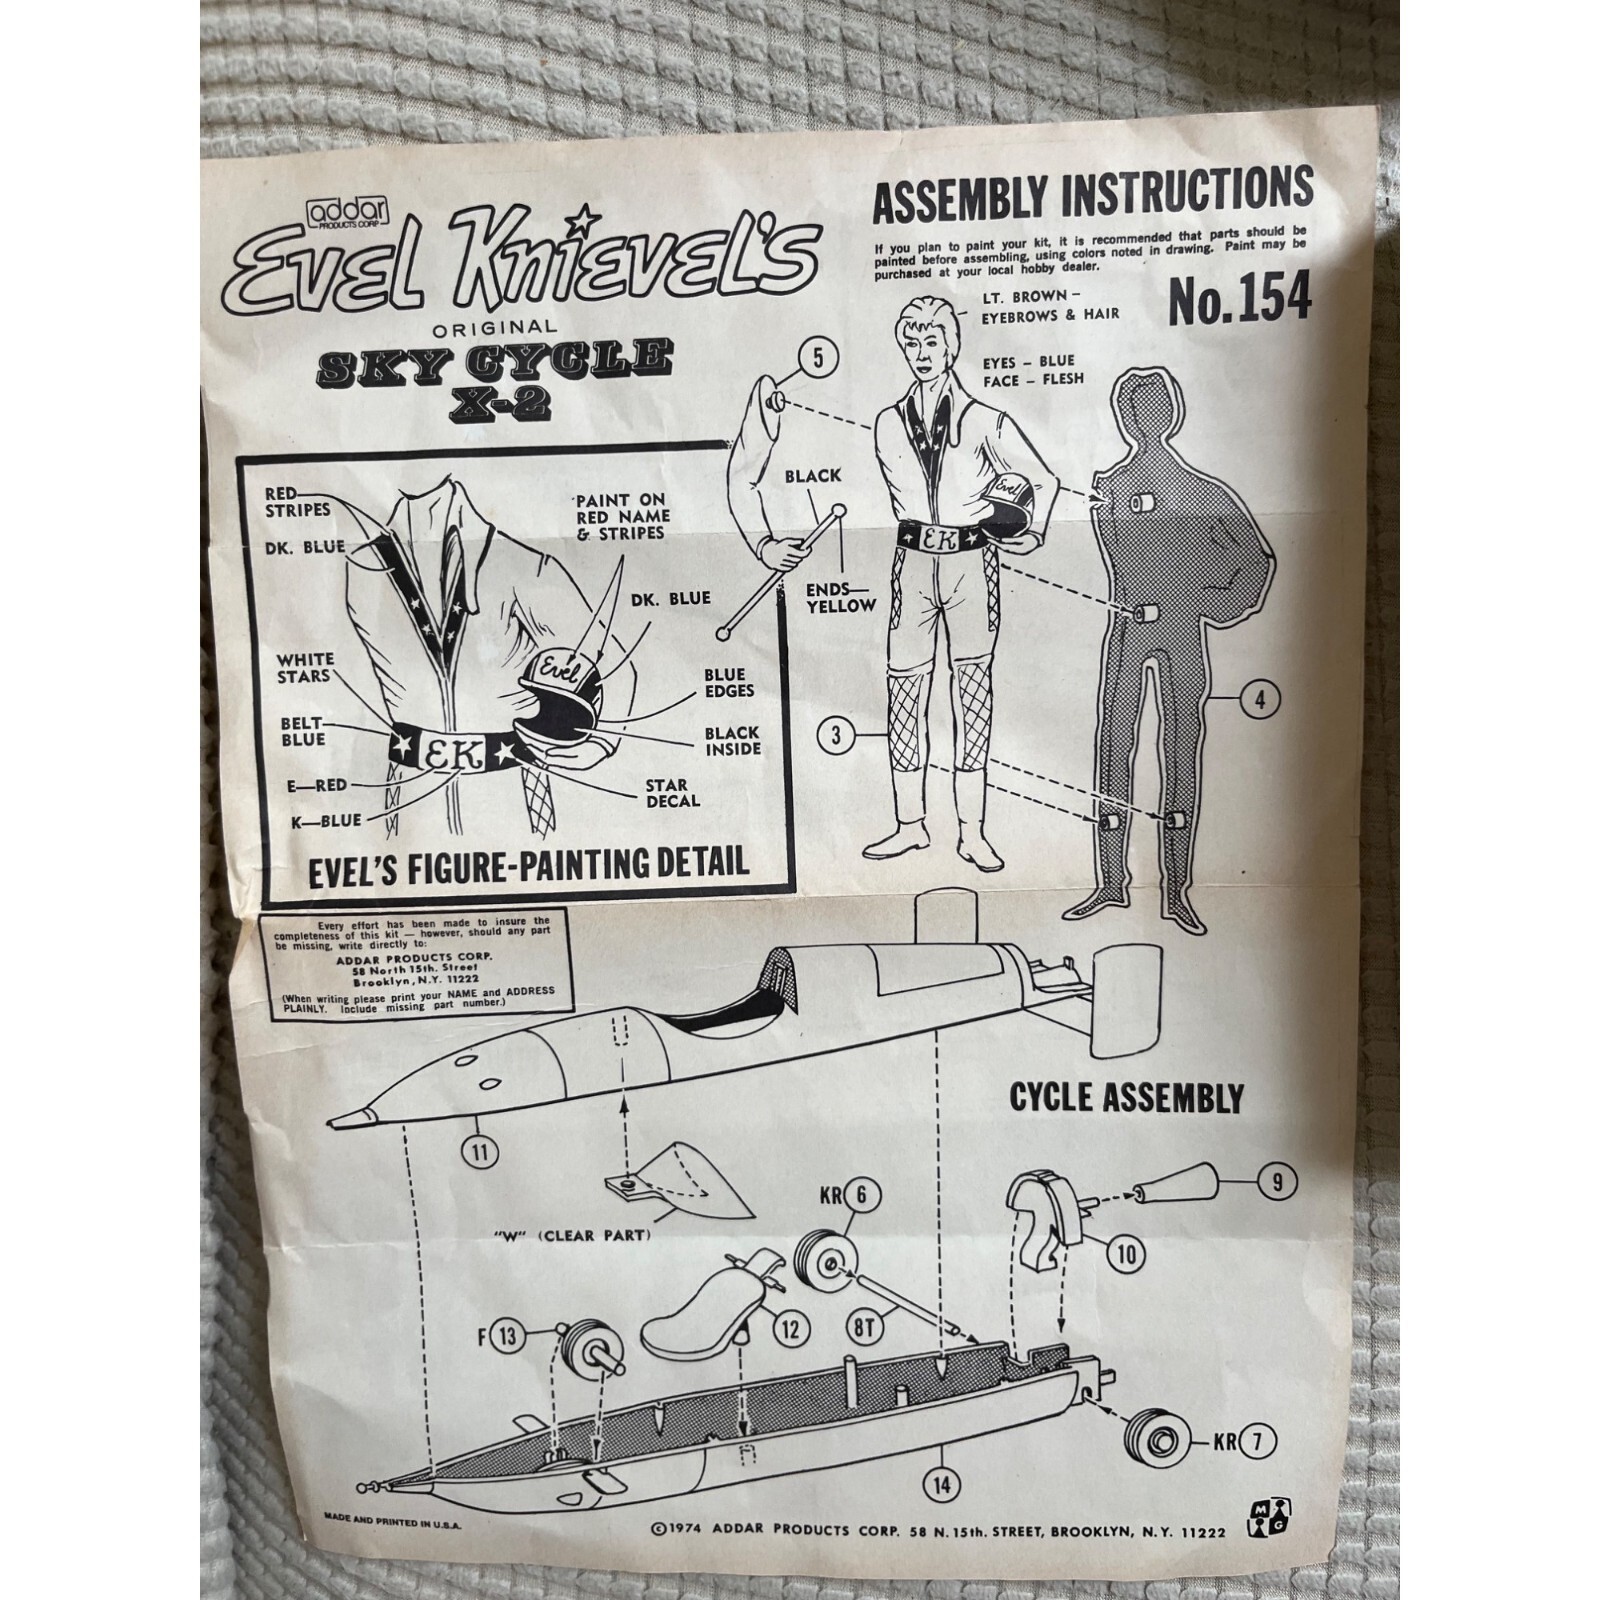 addar
PRODUCTS CORP.
Evel Knievel's
ORIGINAL
SKY CYCLE
X-2
ASSEMBLY INSTRUCTIONS
If you plan to paint your kit, it is recommended that parts should be
painted before assembling, using colors noted in drawing. Paint may be
purchased at your local hobby dealer.
No.154
LT. BROWN –
EYEBROWS & HAIR
EYES – BLUE
FACE – FLESH
5
BLACK
ENDS—
YELLOW
Evel
EK
3
4
RED
STRIPES
DK. BLUE
PAINT ON
RED NAME
& STRIPES
DK. BLUE
WHITE
STARS
Evel
BLUE
EDGES
BELT
BLUE
EK
BLACK
INSIDE
E—RED
K—BLUE
STAR
DECAL
EVEL'S FIGURE-PAINTING DETAIL
Every effort has been made to insure the
completeness of this kit — however, should any part
be missing, write directly to:
ADDAR PRODUCTS CORP.
58 North 15th. Street
Brooklyn, N.Y. 11222
(When writing please print your NAME and ADDRESS
PLAINLY. Include missing part number.)
CYCLE ASSEMBLY
11
"W" (CLEAR PART)
KR 6
9
10
F 13
12
8T
KR 7
14
MADE AND PRINTED IN U.S.A.
©1974 ADDAR PRODUCTS CORP. 58 N. 15th. STREET, BROOKLYN, N.Y. 11222
M
G